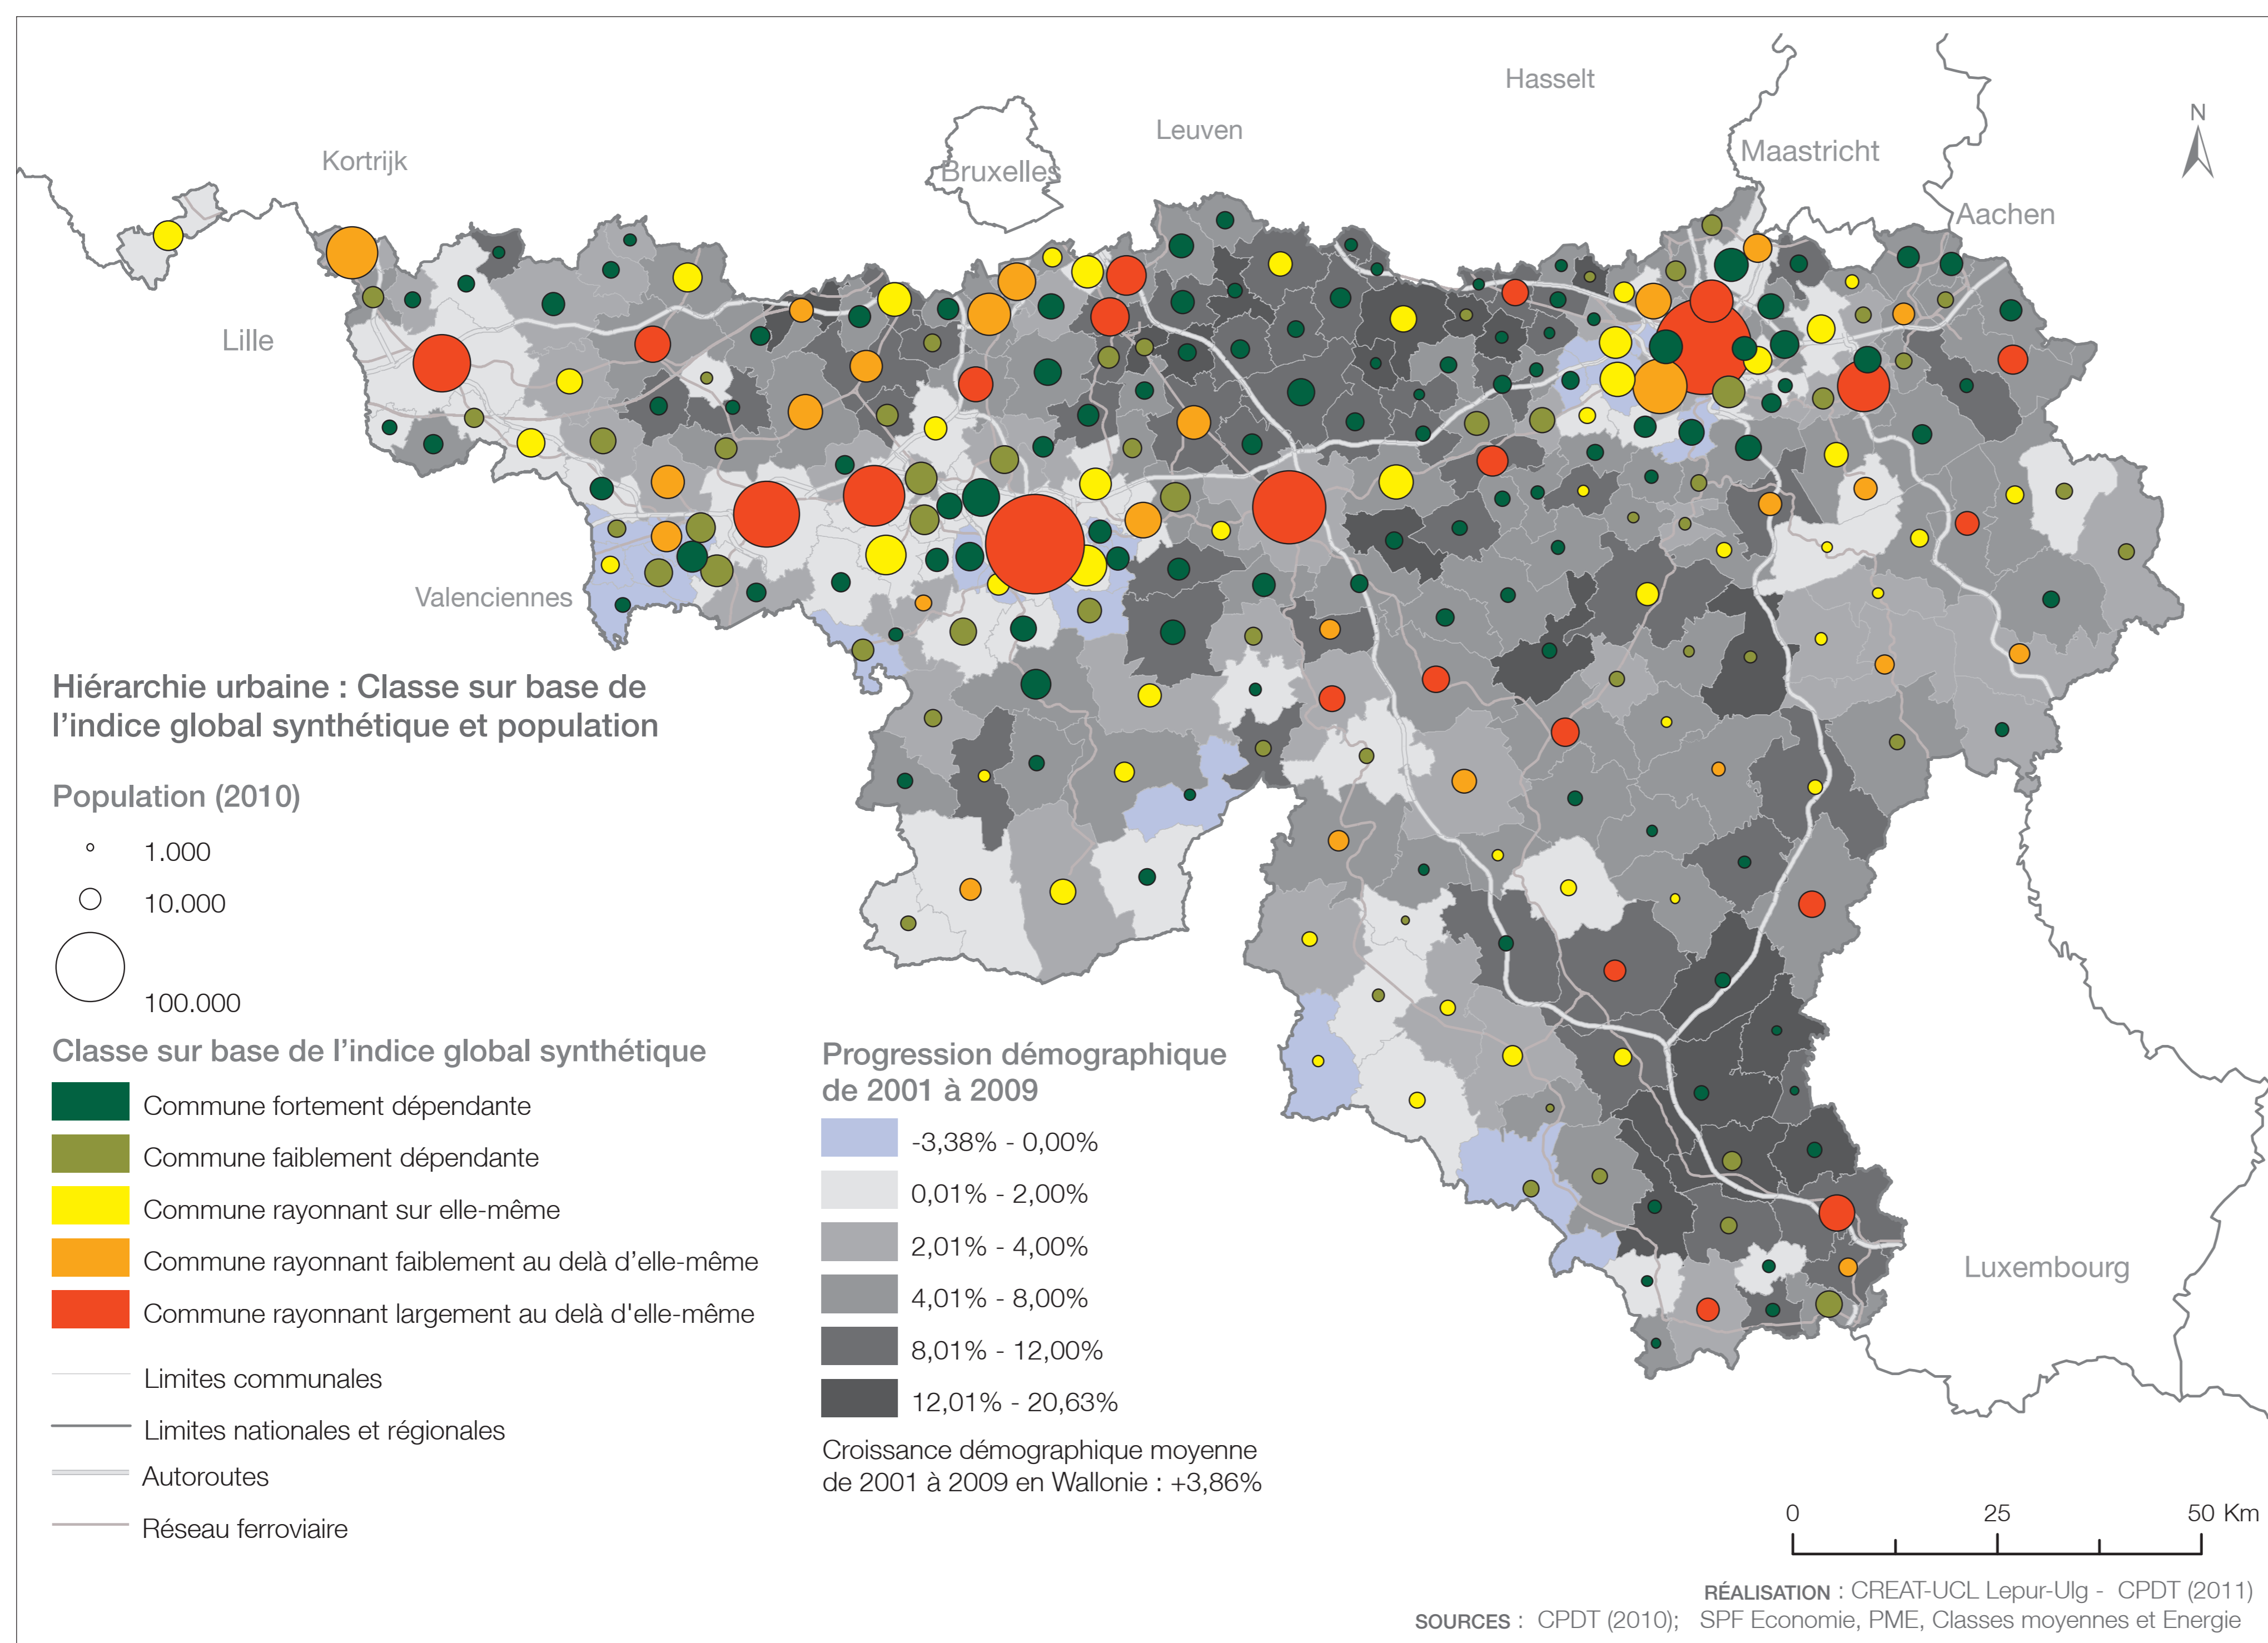 Hasselt
Leuven
Kortrijk
Maastricht
Bruxelles
N
Aachen
Lille
Valenciennes
Luxembourg
Hiérarchie urbaine : Classe sur base de
l’indice global synthétique et population
Population (2010)
1.000
10.000
100.000
Classe sur base de l’indice global synthétique
Commune fortement dépendante
Commune faiblement dépendante
Commune rayonnant sur elle-même
Commune rayonnant faiblement au delà d’elle-même
Commune rayonnant largement au delà d'elle-même
Limites communales
Limites nationales et régionales
Autoroutes
Réseau ferroviaire
Progression démographique
de 2001 à 2009
-3,38% - 0,00%
0,01% - 2,00%
2,01% - 4,00%
4,01% - 8,00%
8,01% - 12,00%
12,01% - 20,63%
Croissance démographique moyenne
de 2001 à 2009 en Wallonie : +3,86%
0 25 50 Km
RÉALISATION : CREAT-UCL Lepur-Ulg - CPDT (2011)
SOURCES : CPDT (2010); SPF Economie, PME, Classes moyennes et Energie